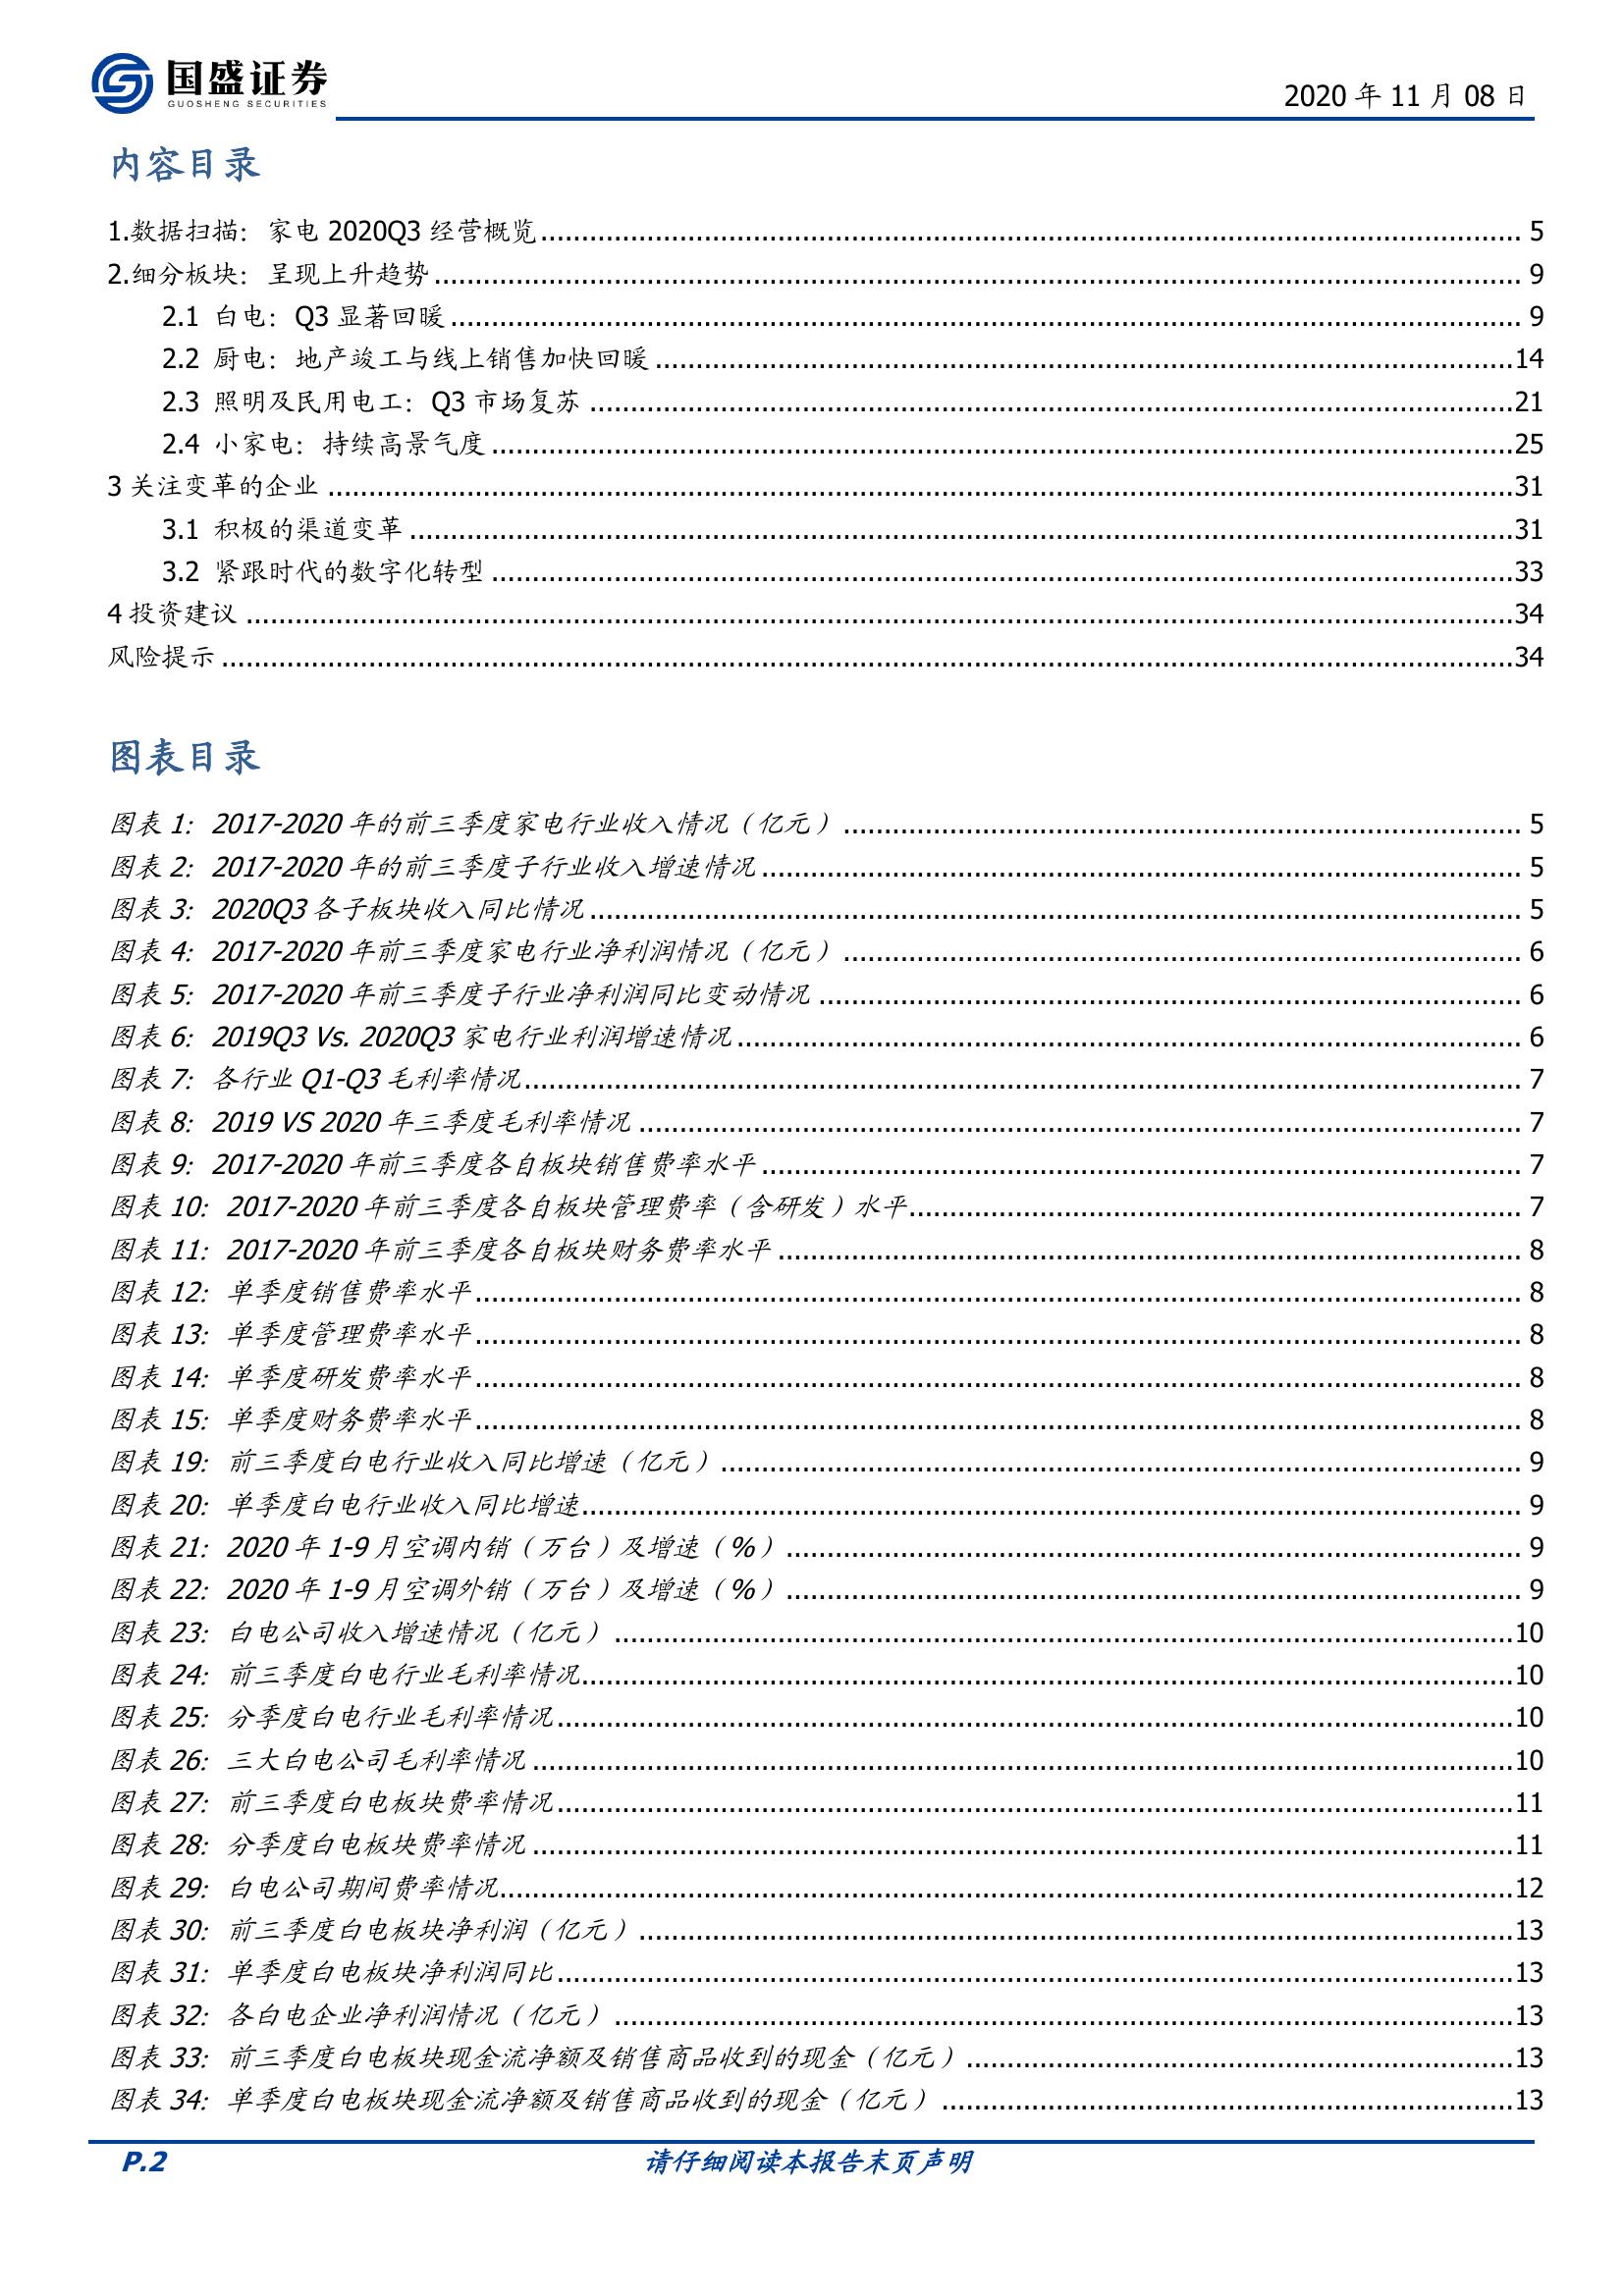 国盛证券
GUOSHENG SECURITIES
2020 年 11 月 08 日
内容目录
1.数据扫描：家电 2020Q3 经营概览 5
2.细分板块：呈现上升趋势 9
2.1 白电：Q3 显著回暖 9
2.2 厨电：地产竣工与线上销售加快回暖 14
2.3 照明及民用电工：Q3 市场复苏 21
2.4 小家电：持续高景气度 25
3 关注变革的企业 31
3.1 积极的渠道变革 31
3.2 紧跟时代的数字化转型 33
4 投资建议 34
风险提示 34
图表目录
图表 1：2017-2020 年的前三季度家电行业收入情况（亿元） 5
图表 2：2017-2020 年的前三季度子行业收入增速情况 5
图表 3：2020Q3 各子板块收入同比情况 5
图表 4：2017-2020 年前三季度家电行业净利润情况（亿元） 6
图表 5：2017-2020 年前三季度子行业净利润同比变动情况 6
图表 6：2019Q3 Vs. 2020Q3 家电行业利润增速情况 6
图表 7：各行业 Q1-Q3 毛利率情况 7
图表 8：2019 VS 2020 年三季度毛利率情况 7
图表 9：2017-2020 年前三季度各自板块销售费率水平 7
图表 10：2017-2020 年前三季度各自板块管理费率（含研发）水平 7
图表 11：2017-2020 年前三季度各自板块财务费率水平 8
图表 12：单季度销售费率水平 8
图表 13：单季度管理费率水平 8
图表 14：单季度研发费率水平 8
图表 15：单季度财务费率水平 8
图表 19：前三季度白电行业收入同比增速（亿元） 9
图表 20：单季度白电行业收入同比增速 9
图表 21：2020 年 1-9 月空调内销（万台）及增速（%） 9
图表 22：2020 年 1-9 月空调外销（万台）及增速（%） 9
图表 23：白电公司收入增速情况（亿元） 10
图表 24：前三季度白电行业毛利率情况 10
图表 25：分季度白电行业毛利率情况 10
图表 26：三大白电公司毛利率情况 10
图表 27：前三季度白电板块费率情况 11
图表 28：分季度白电板块费率情况 11
图表 29：白电公司期间费率情况 12
图表 30：前三季度白电板块净利润（亿元） 13
图表 31：单季度白电板块净利润同比 13
图表 32：各白电企业净利润情况（亿元） 13
图表 33：前三季度白电板块现金流净额及销售商品收到的现金（亿元） 13
图表 34：单季度白电板块现金流净额及销售商品收到的现金（亿元） 13
P.2
请仔细阅读本报告末页声明